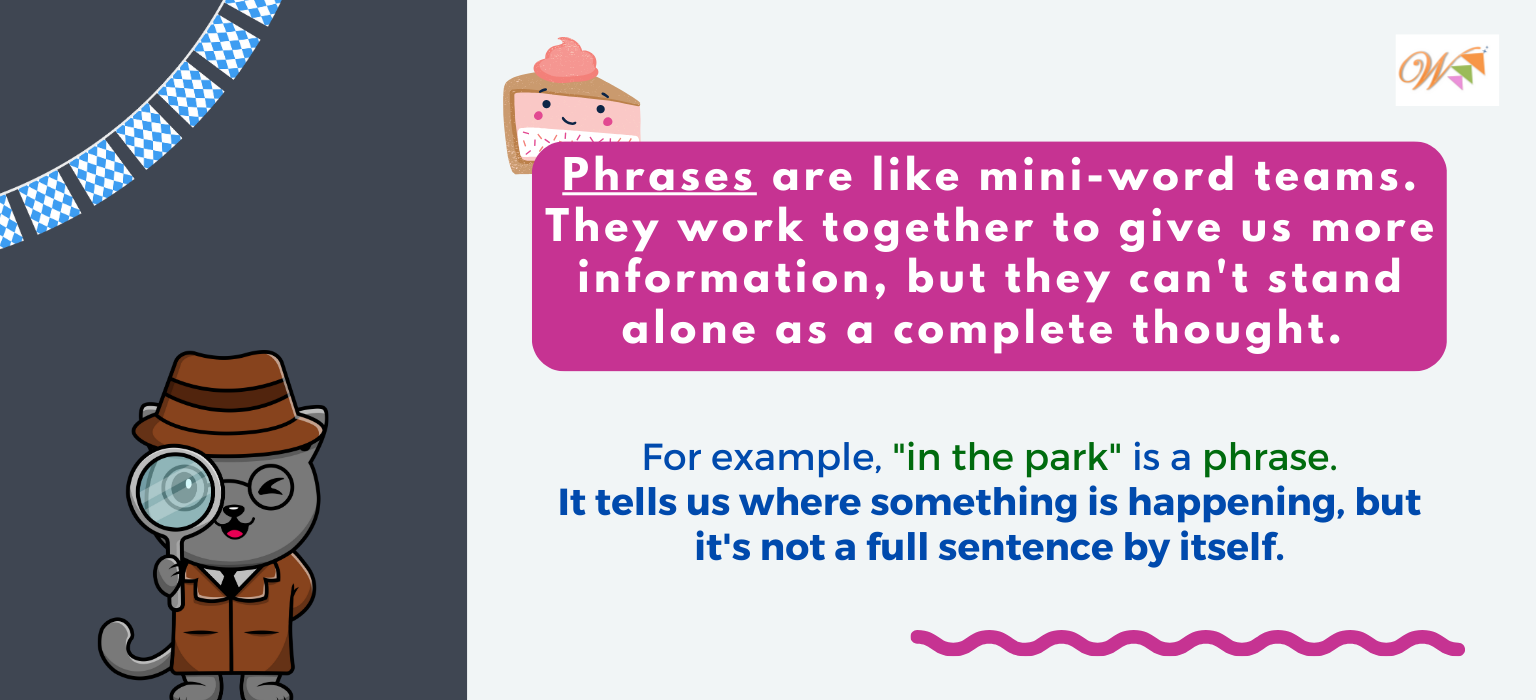 W
Phrases are like mini-word teams.
They work together to give us more
information, but they can't stand
alone as a complete thought.
For example, "in the park" is a phrase.
It tells us where something is happening, but
it's not a full sentence by itself.